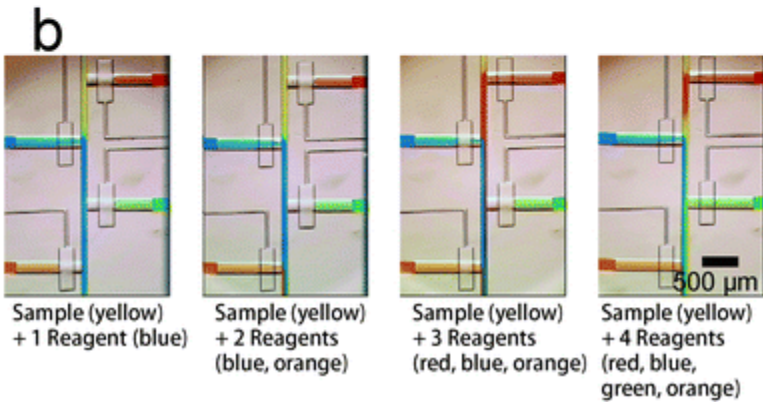 b
500 µm
Sample (yellow)
+ 1 Reagent (blue)
Sample (yellow)
+ 2 Reagents
(blue, orange)
Sample (yellow)
+ 3 Reagents
(red, blue, orange)
Sample (yellow)
+ 4 Reagents
(red, blue,
green, orange)